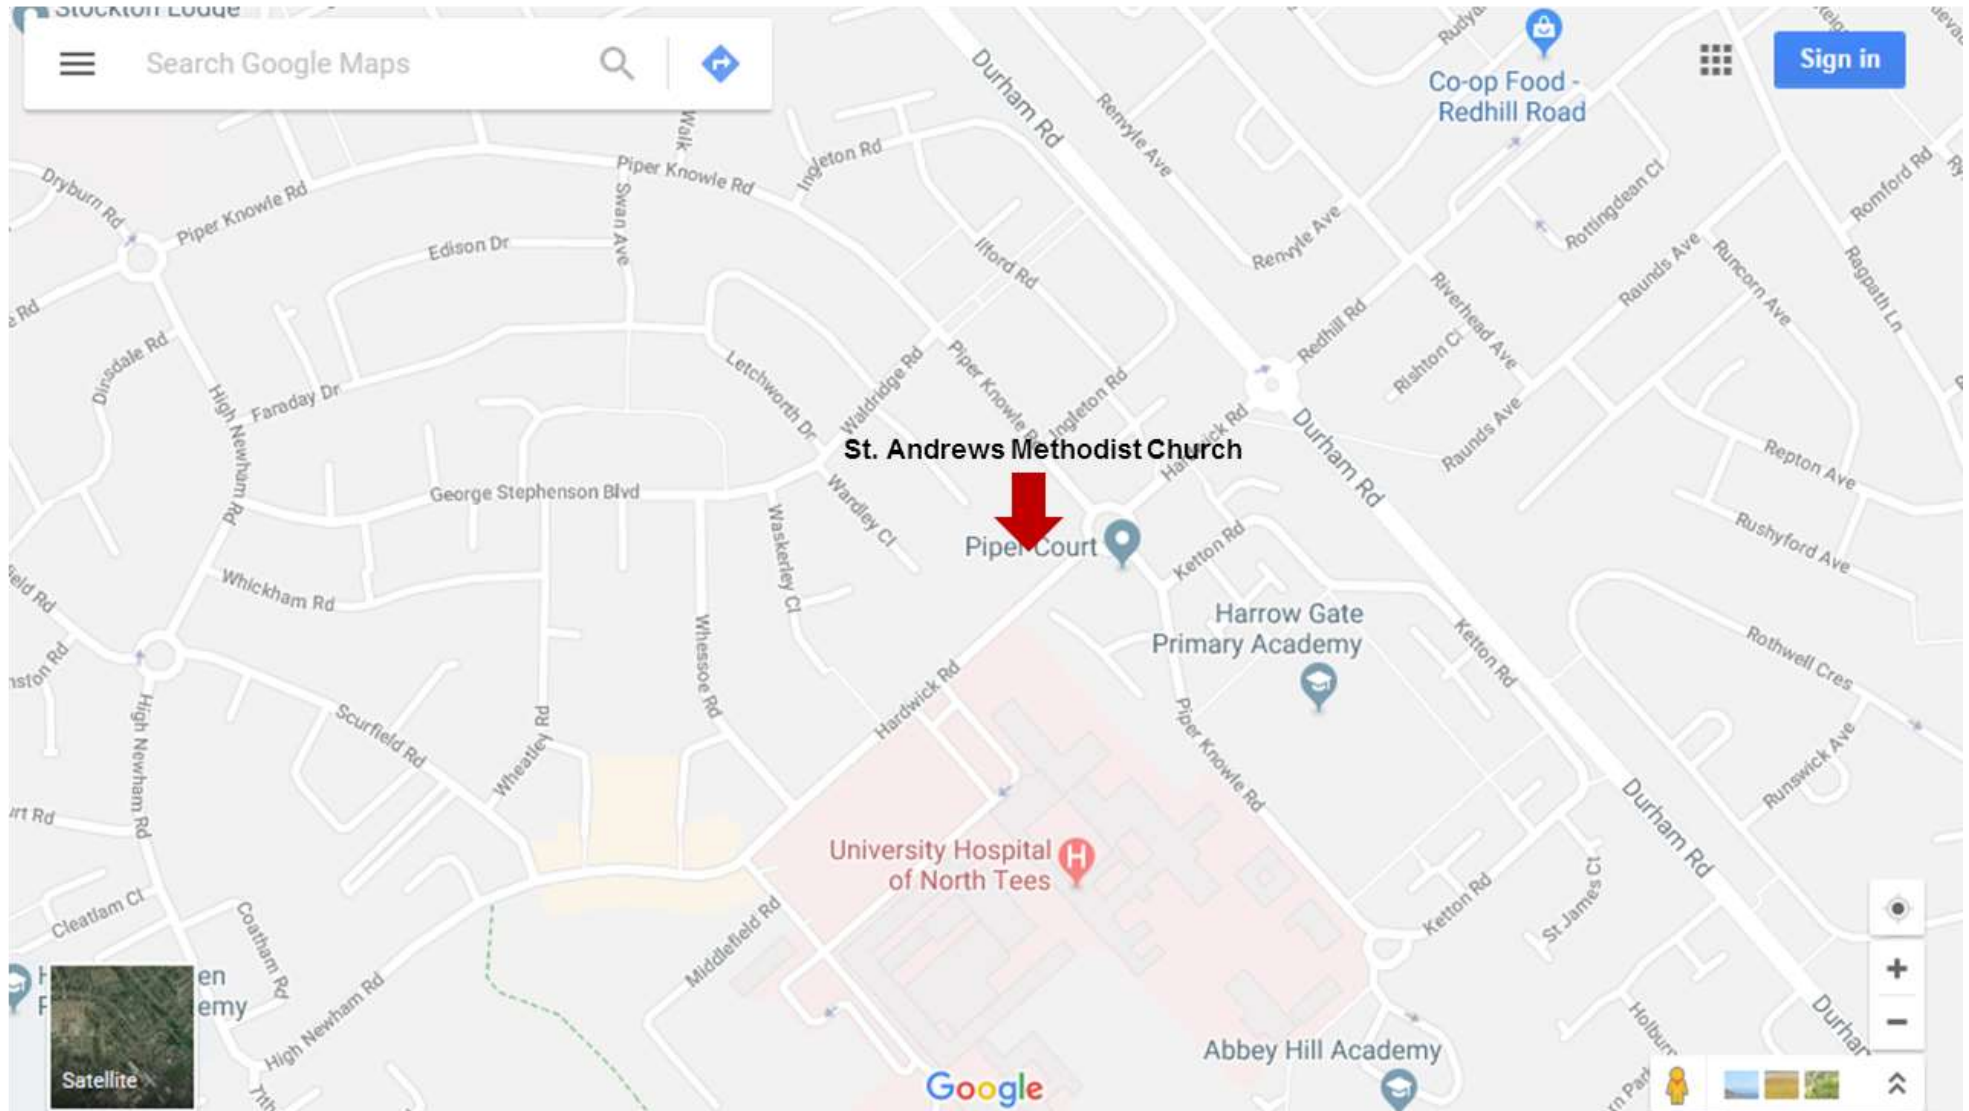 Stockton Lodge
Search Google Maps
Sign in
Durham Rd
Renvyle Ave
Co-op Food -
Redhill Road
Walk
Ingleton Rd
Piper Knowle Rd
Dryburn Rd
Piper Knowle Rd
Swan Ave
Edison Dr
Ilford Rd
Renvyle Ave
Rottingdean Cl
Romford Rd
Raunds Ave
Runcorn Ave
Ragpath Ln
Rd
Dinsdale Rd
High Newham Rd
Faraday Dr
Letchworth Dr
Waldridge Rd
Piper Knowle Rd
Ingleton Rd
Redhill Rd
Riverhead Ave
Rishton Cl
Raunds Ave
Hardwick Rd
Durham Rd
St. Andrews Methodist Church
Repton Ave
George Stephenson Blvd
Wardley Cl
Waskerley Cl
Piper Court
Ketton Rd
Rushyford Ave
Whickham Rd
Whessoe Rd
Harrow Gate
Primary Academy
Ketton Rd
Rothwell Cres
Hardwick Rd
High Newham Rd
Scurfield Rd
Wheatley Rd
Piper Knowle Rd
Runswick Ave
Durham Rd
University Hospital
of North Tees
Ketton Rd
St James Ct
Cleatlam Ct
Coatham Rd
Middlefield Rd
High Newham Rd
Satellite
Google
Abbey Hill Academy
Durham